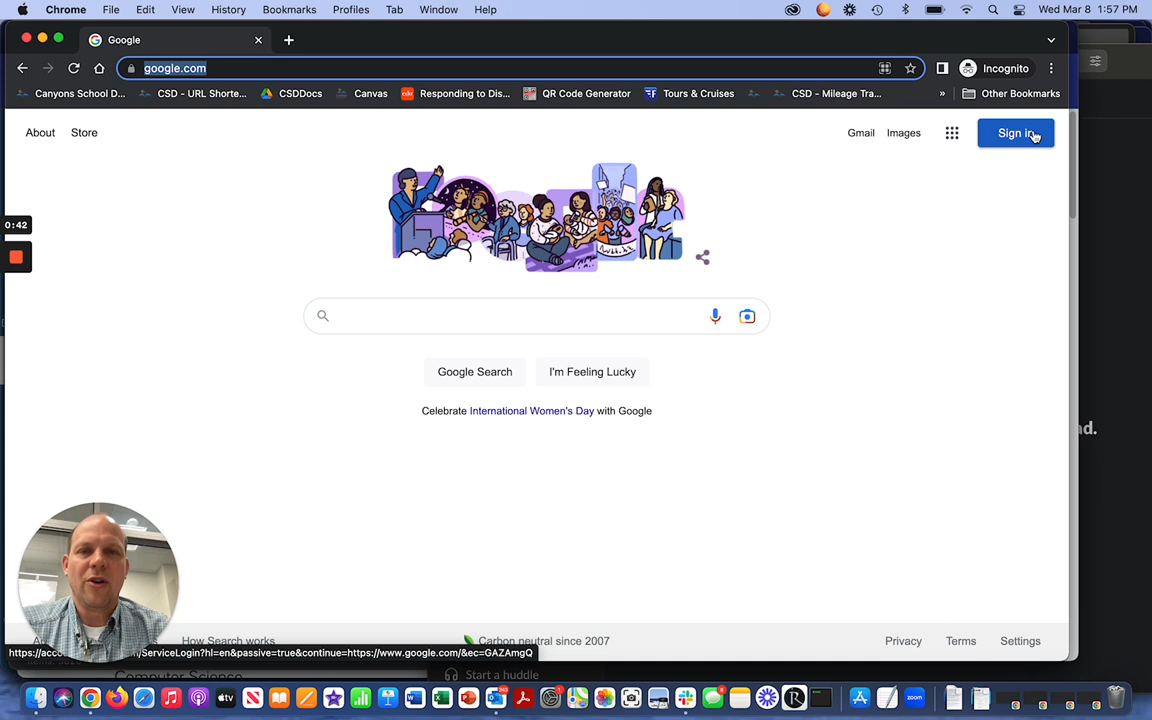 Chrome File Edit View History Bookmarks Profiles Tab Window Help Wed Mar 8 1:57 PM
Google
google.com Incognito
Canyons School D... CSD - URL Shorte... CSDDocs Canvas Responding to Dis... QR Code Generator Tours & Cruises CSD - Mileage Tra... » Other Bookmarks
About Store Gmail Images Sign in
0:42
Google Search I'm Feeling Lucky
Celebrate International Women's Day with Google
ad.
How Search works Carbon neutral since 2007 Privacy Terms Settings
/ServiceLogin?hl=en&passive=true&continue=https://www.google.com/&ec=GAZAmgQ
Computer Science
Start a huddle
zoom